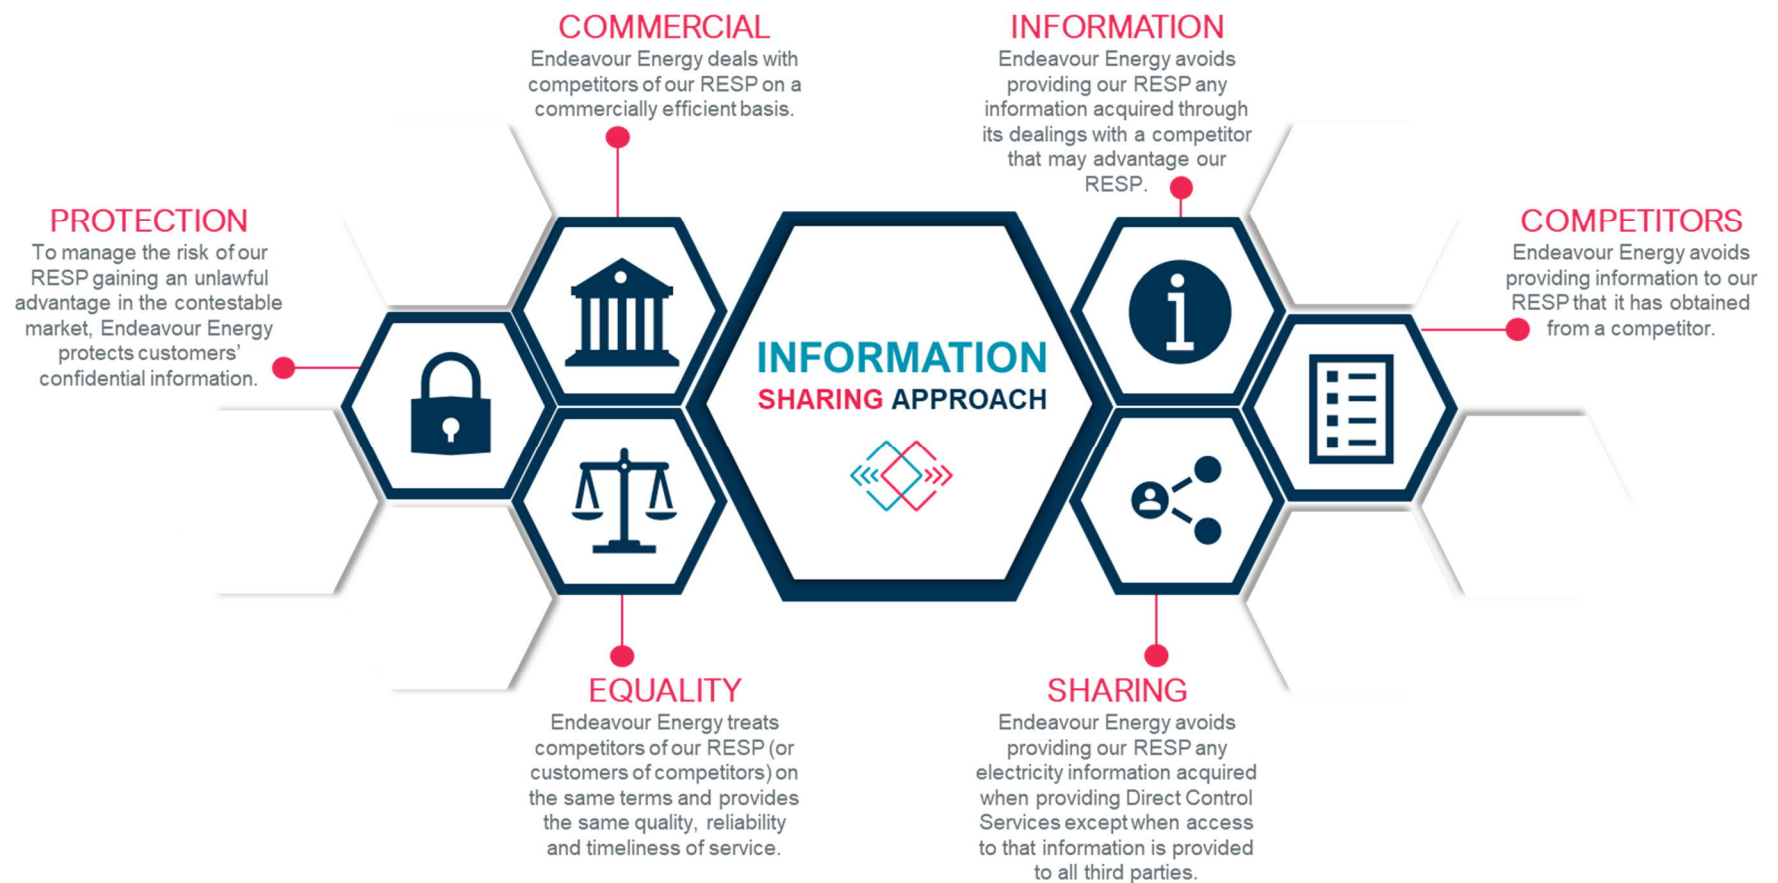 COMMERCIAL
Endeavour Energy deals with
competitors of our RESP on a
commercially efficient basis.
INFORMATION
Endeavour Energy avoids
providing our RESP any
information acquired through
its dealings with a competitor
that may advantage our
RESP.
PROTECTION
To manage the risk of our
RESP gaining an unlawful
advantage in the contestable
market, Endeavour Energy
protects customers’
confidential information.
COMPETITORS
Endeavour Energy avoids
providing information to our
RESP that it has obtained
from a competitor.
INFORMATION
SHARING APPROACH
EQUALITY
Endeavour Energy treats
competitors of our RESP (or
customers of competitors) on
the same terms and provides
the same quality, reliability
and timeliness of service.
SHARING
Endeavour Energy avoids
providing our RESP any
electricity information acquired
when providing Direct Control
Services except when access
to that information is provided
to all third parties.